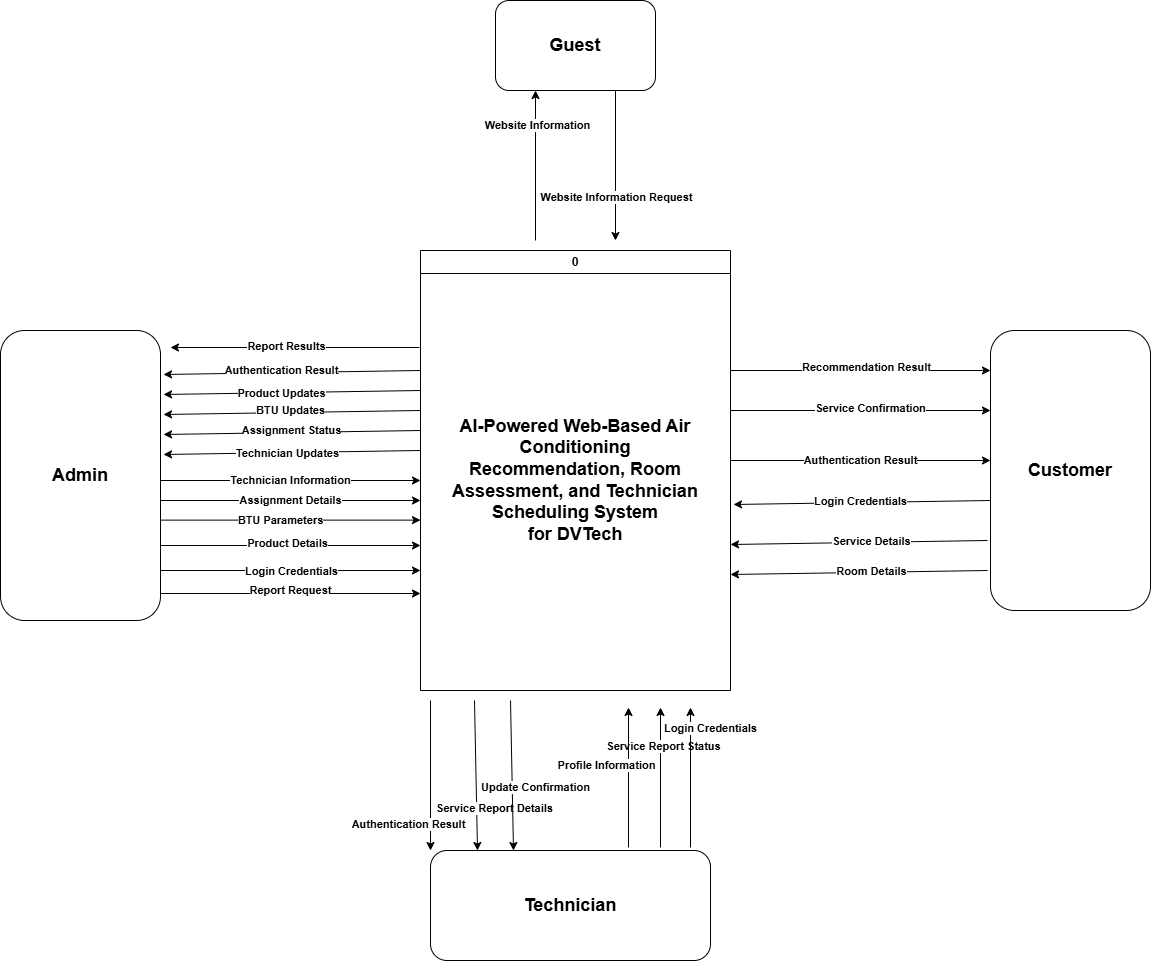 Guest
Website Information
Website Information Request
0
Report Results
Authentication Result
Product Updates
BTU Updates
Assignment Status
Technician Updates
Technician Information
Assignment Details
BTU Parameters
Product Details
Login Credentials
Report Request
Admin
AI-Powered Web-Based Air
Conditioning
Recommendation, Room
Assessment, and Technician
Scheduling System
for DVTech
Recommendation Result
Service Confirmation
Authentication Result
Login Credentials
Service Details
Room Details
Customer
Login Credentials
Service Report Status
Profile Information
Update Confirmation
Service Report Details
Authentication Result
Technician